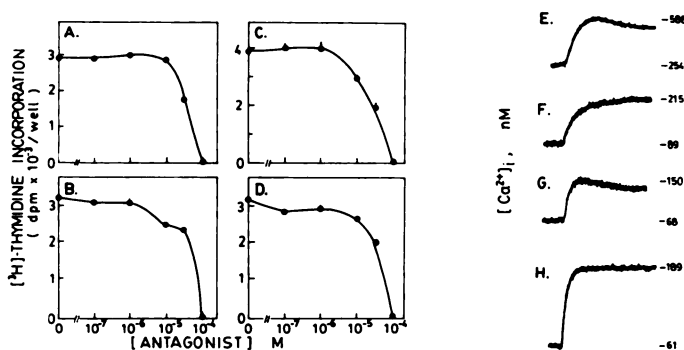 [³H]-THYMIDINE INCORPORATION
( dpm x 10⁻³ / well )
A.
3
2
1
0
C.
4
2
0
B.
3
2
1
0
0 10⁻⁷ 10⁻⁶ 10⁻⁵ 10⁻⁴
D.
3
2
1
0
0 10⁻⁷ 10⁻⁶ 10⁻⁵ 10⁻⁴
[ANTAGONIST] M
[Ca²⁺]ᵢ , nM
E.
-254
F.
-215
-89
G.
-150
-68
H.
-189
-61